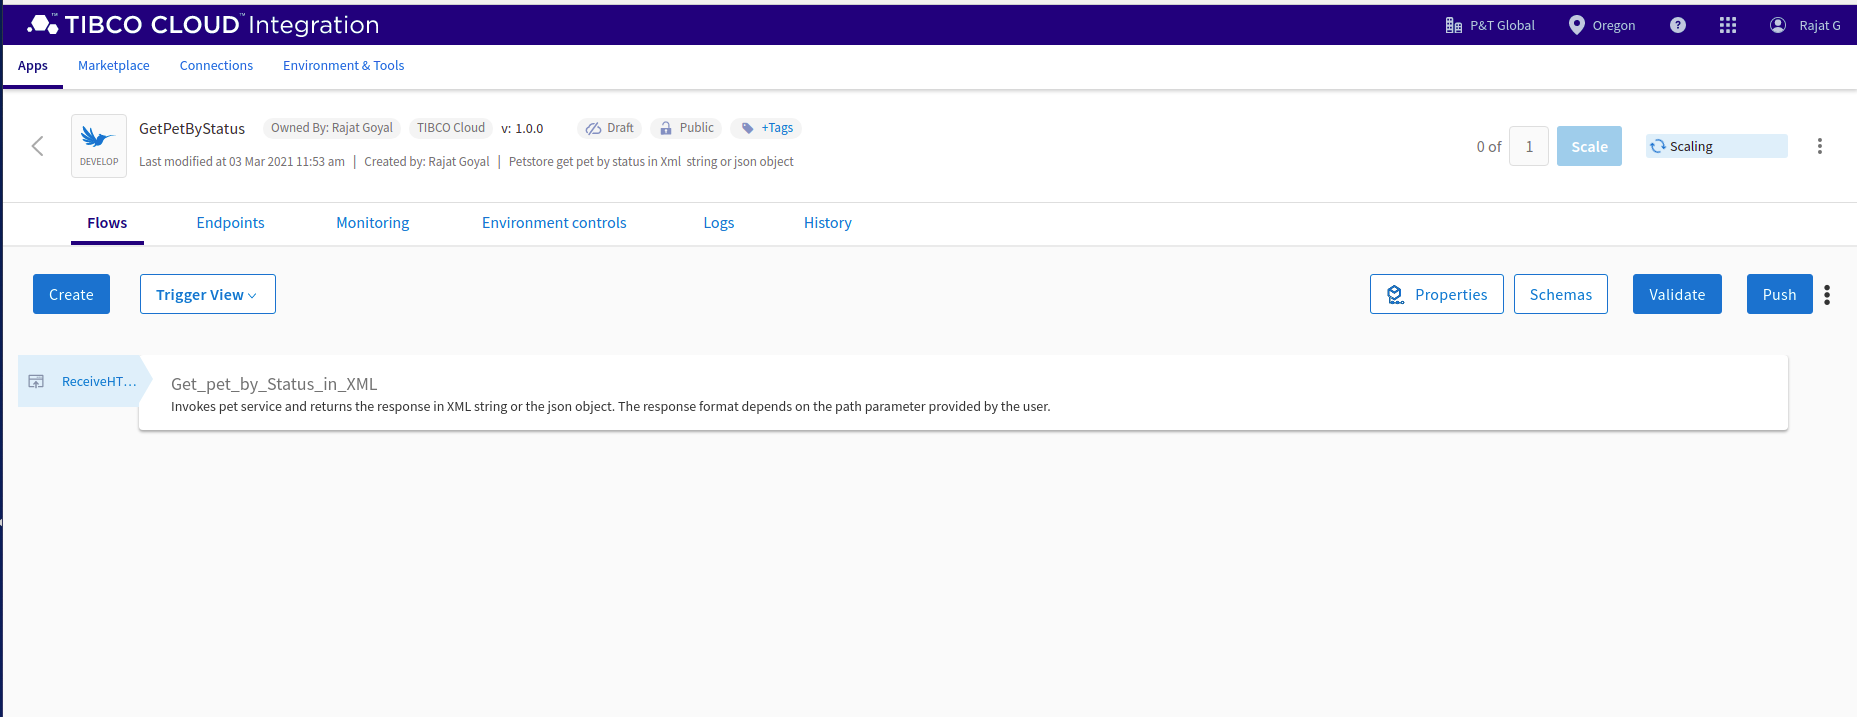 TIBCO CLOUD™ Integration P&T Global Oregon ? Rajat G
Apps Marketplace Connections Environment & Tools
DEVELOP
GetPetByStatus Owned By: Rajat Goyal TIBCO Cloud v: 1.0.0 Draft Public +Tags
Last modified at 03 Mar 2021 11:53 am | Created by: Rajat Goyal | Petstore get pet by status in Xml string or json object
0 of 1 Scale Scaling
Flows Endpoints Monitoring Environment controls Logs History
Create Trigger View Properties Schemas Validate Push
ReceiveHT...
Get_pet_by_Status_in_XML
Invokes pet service and returns the response in XML string or the json object. The response format depends on the path parameter provided by the user.